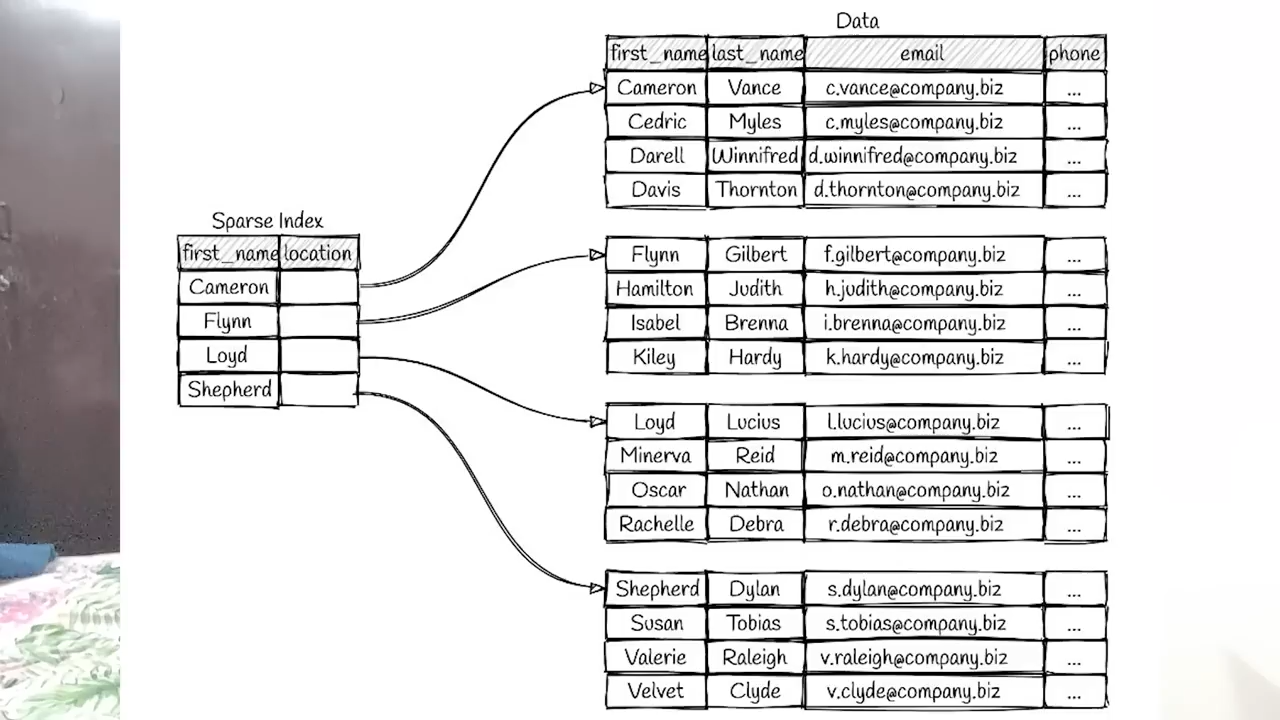 Data
first_name last_name email phone
Cameron Vance c.vance@company.biz ...
Cedric Myles c.myles@company.biz ...
Darell Winnifred d.winnifred@company.biz ...
Davis Thornton d.thornton@company.biz ...
Sparse Index
first_name location
Cameron
Flynn
Loyd
Shepherd
Flynn Gilbert f.gilbert@company.biz ...
Hamilton Judith h.judith@company.biz ...
Isabel Brenna i.brenna@company.biz ...
Kiley Hardy k.hardy@company.biz ...
Loyd Lucius l.lucius@company.biz ...
Minerva Reid m.reid@company.biz ...
Oscar Nathan o.nathan@company.biz ...
Rachelle Debra r.debra@company.biz ...
Shepherd Dylan s.dylan@company.biz ...
Susan Tobias s.tobias@company.biz ...
Valerie Raleigh v.raleigh@company.biz ...
Velvet Clyde v.clyde@company.biz ...